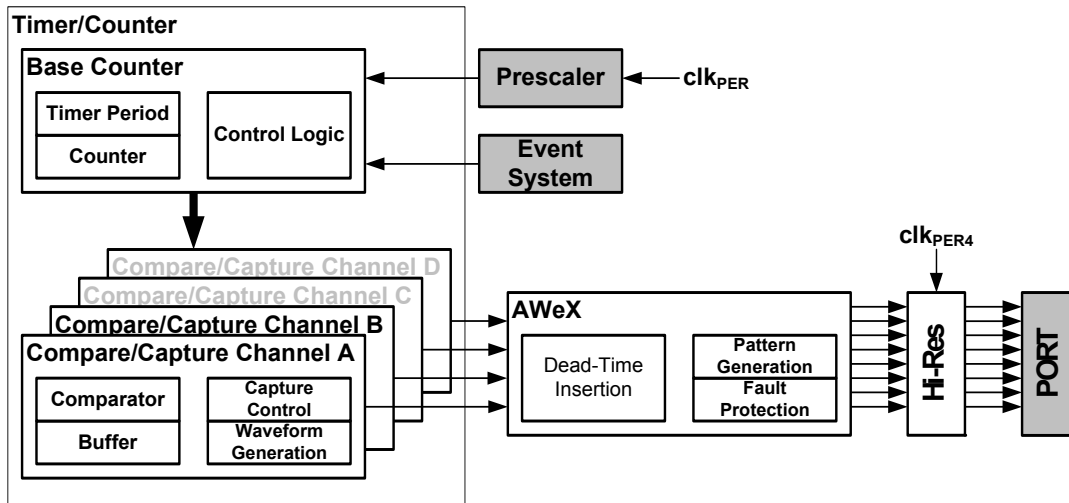 Timer/Counter
Base Counter
Timer Period
Counter
Control Logic
Prescaler
clkPER
Event
System
Compare/Capture Channel D
Compare/Capture Channel C
Compare/Capture Channel B
Compare/Capture Channel A
Comparator
Buffer
Capture
Control
Waveform
Generation
AWeX
Dead-Time
Insertion
Pattern
Generation
Fault
Protection
clkPER4
Hi-Res
PORT